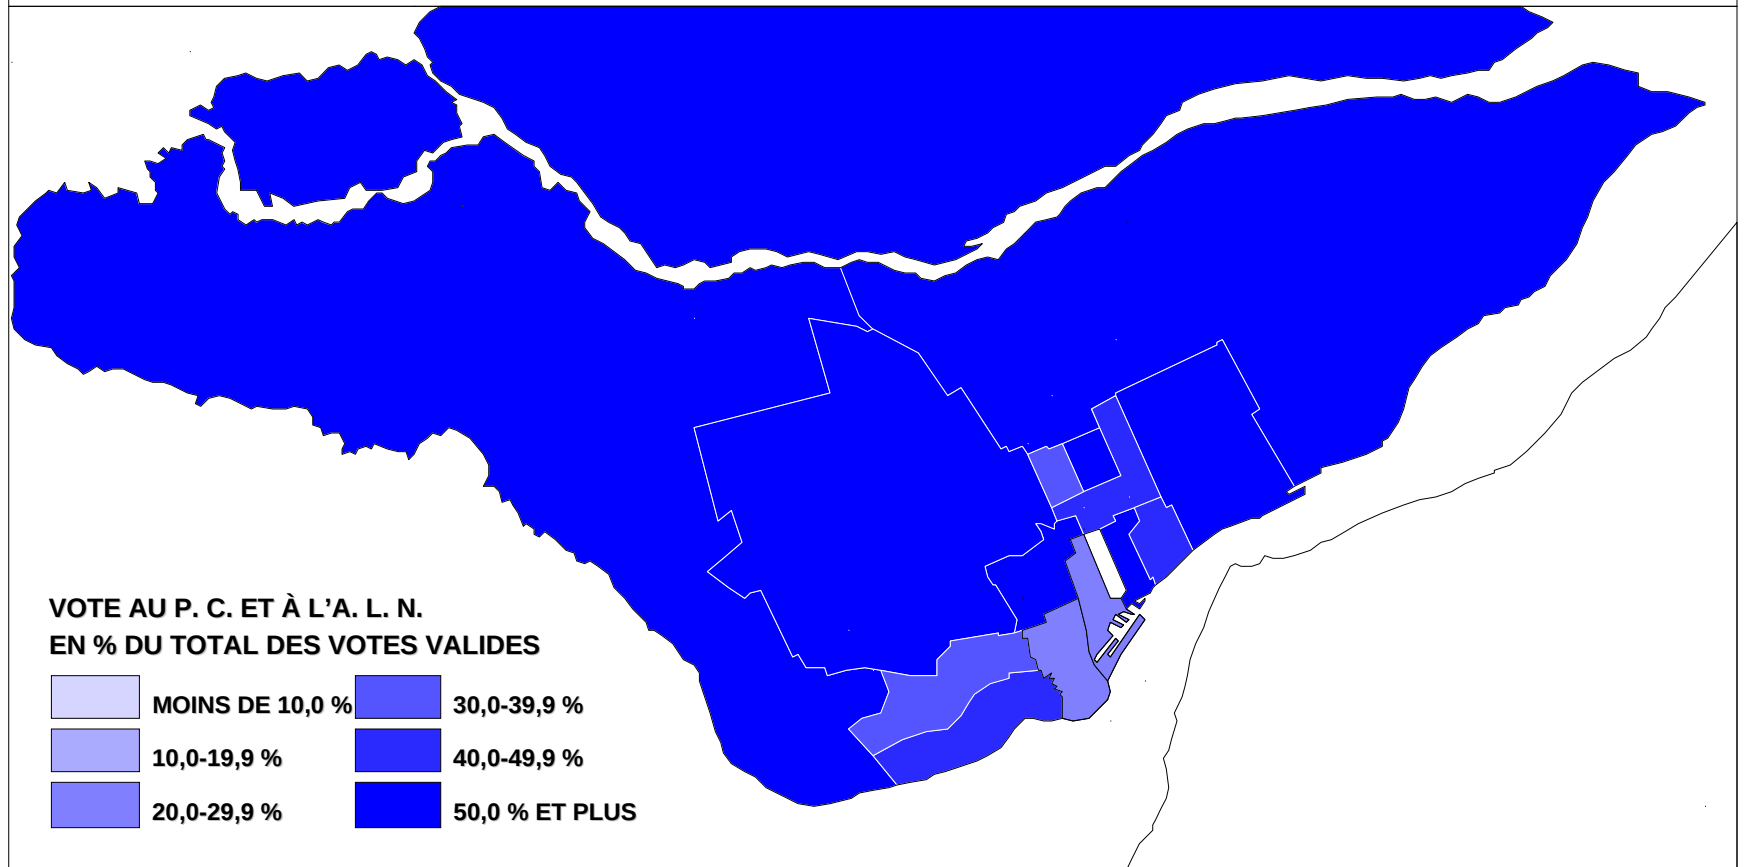 VOTE AU P. C. ET À L’A. L. N.
EN % DU TOTAL DES VOTES VALIDES
MOINS DE 10,0 %
10,0-19,9 %
20,0-29,9 %
30,0-39,9 %
40,0-49,9 %
50,0 % ET PLUS